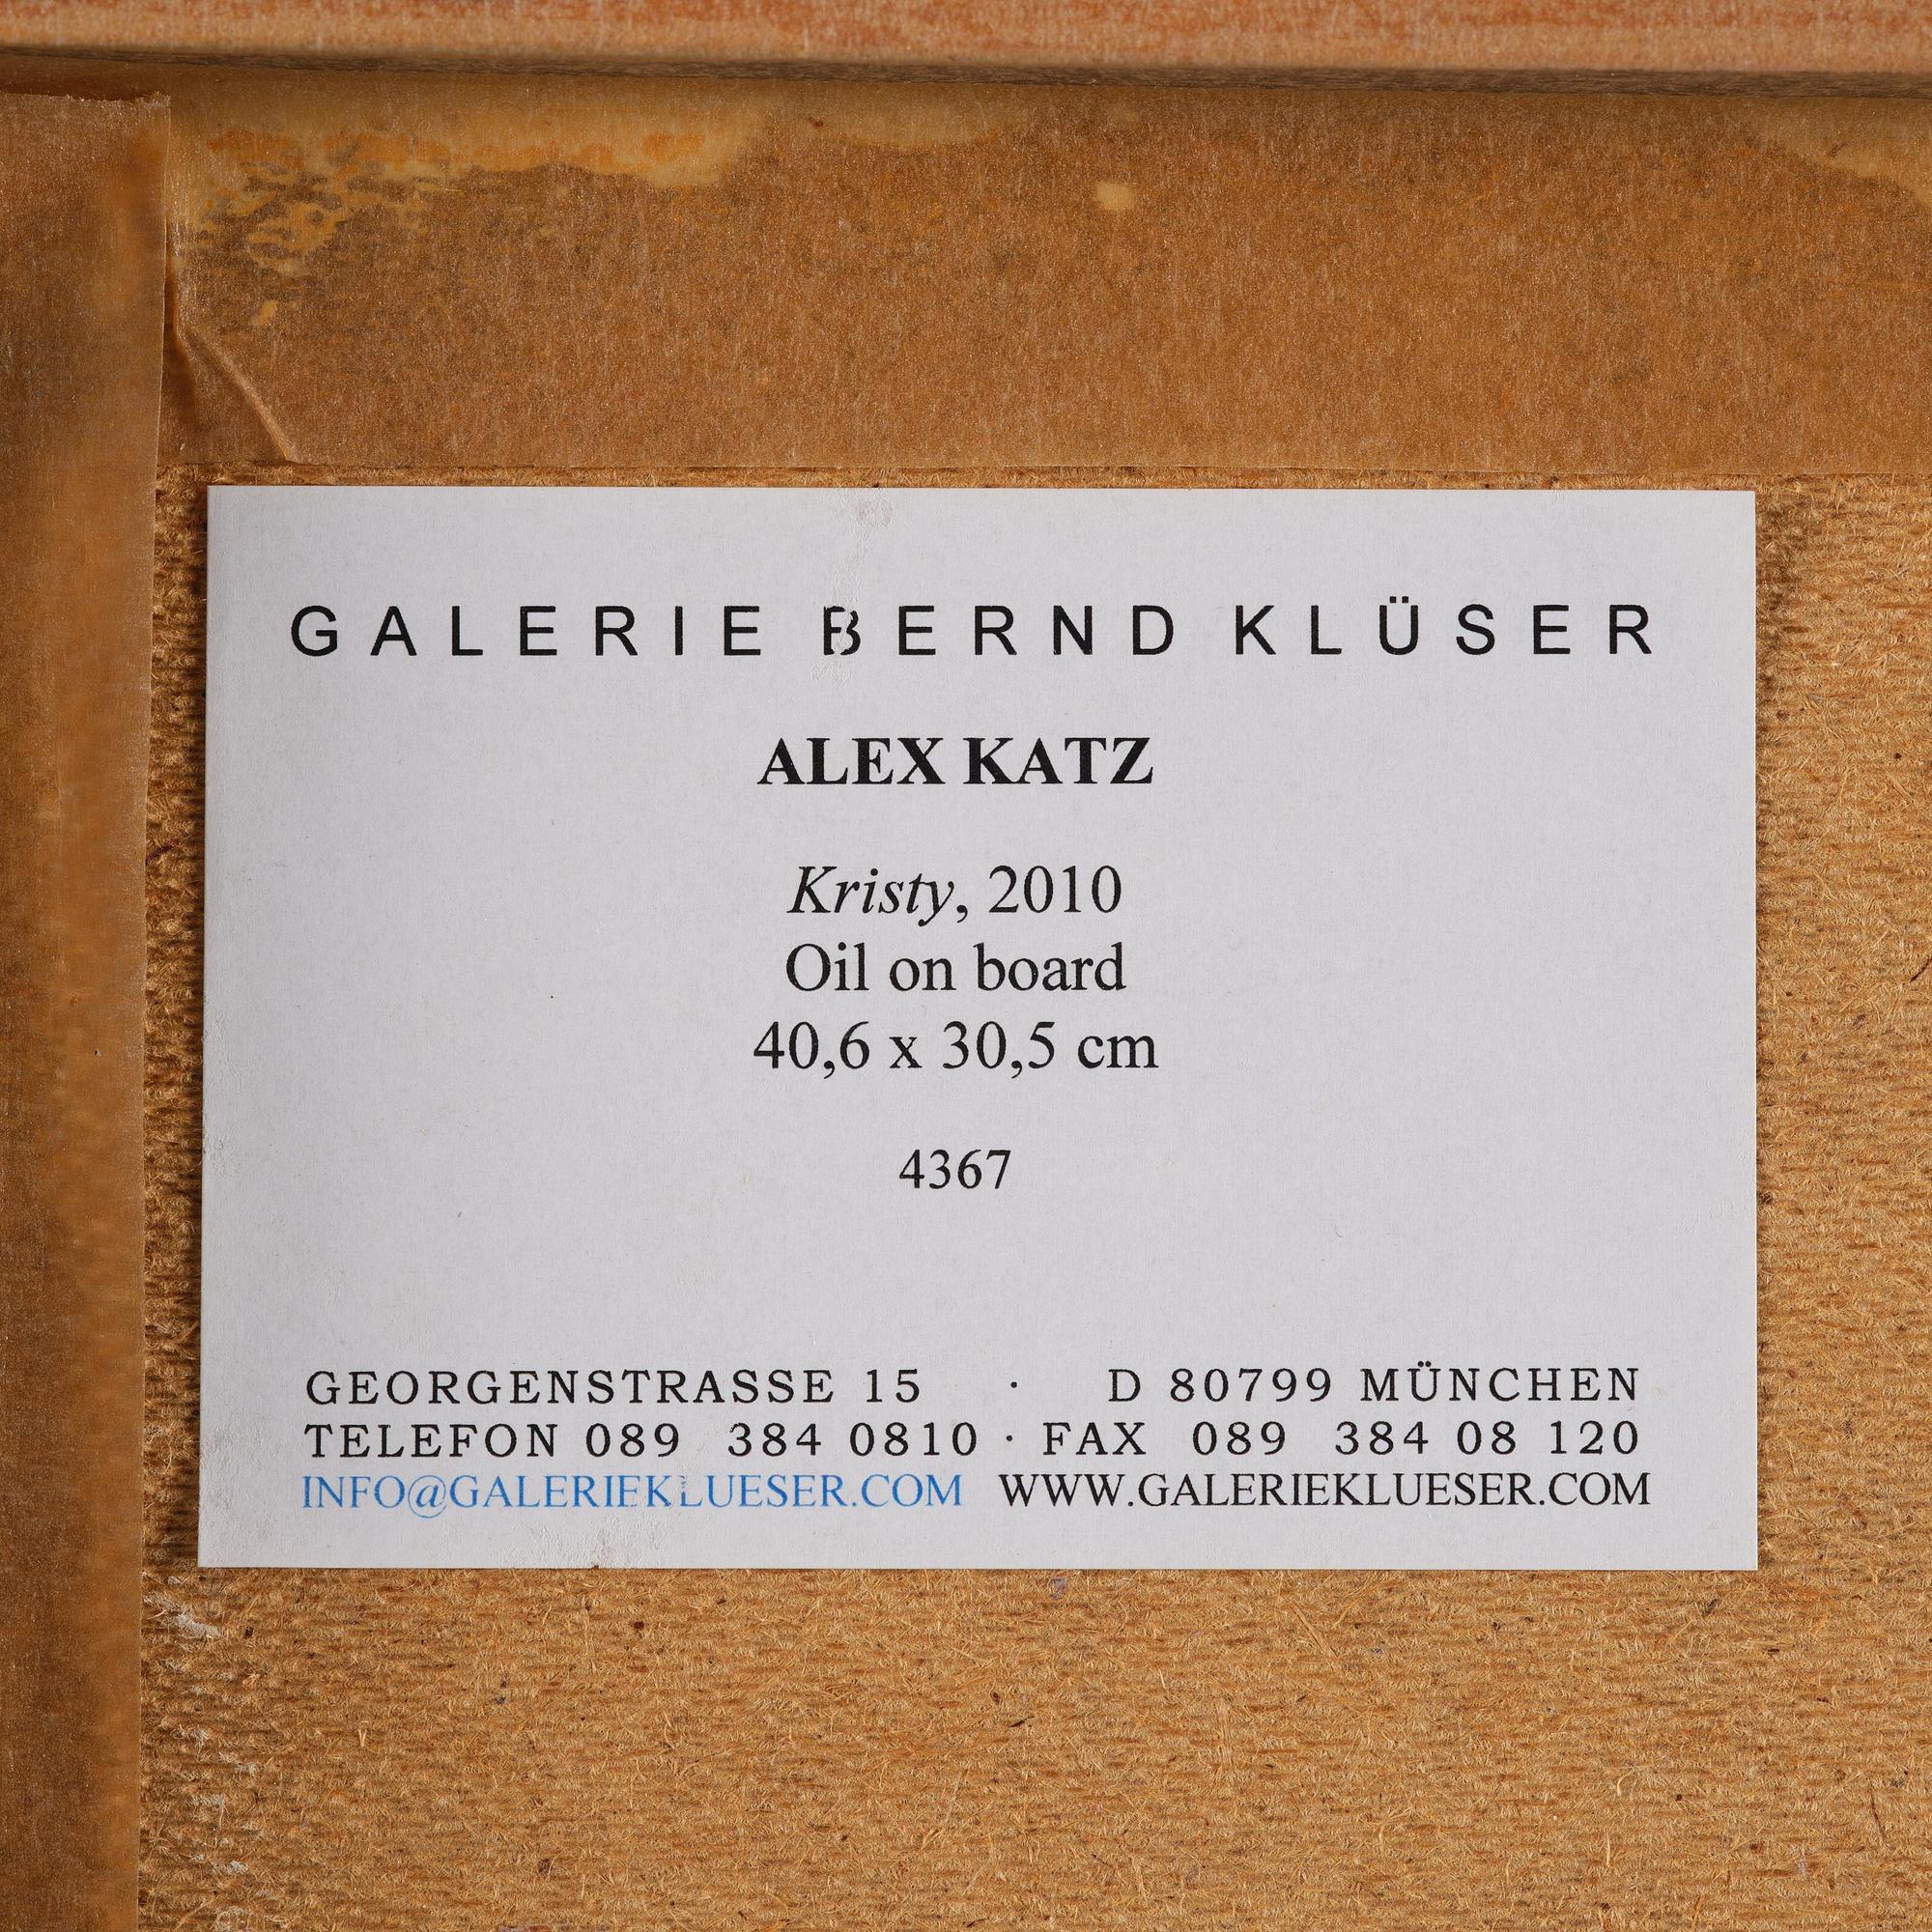 GALERIE BERND KLÜSER
ALEX KATZ
Kristy, 2010
Oil on board
40,6 x 30,5 cm
4367
GEORGENSTRASSE 15 · D 80799 MÜNCHEN
TELEFON 089 384 0810 · FAX 089 384 08 120
INFO@GALERIEKLUESER.COM WWW.GALERIEKLUESER.COM